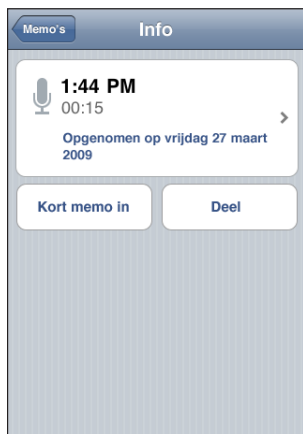 Memo's
Info
1:44 PM
00:15
Opgenomen op vrijdag 27 maart
2009
Kort memo in
Deel